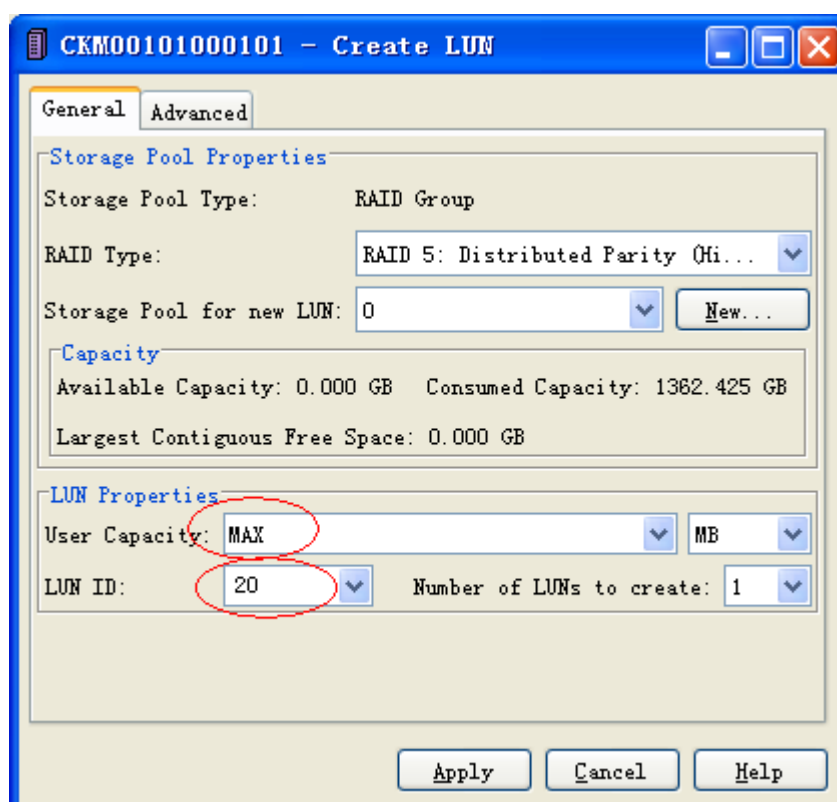 CKM00101000101 - Create LUN
General Advanced
Storage Pool Properties
Storage Pool Type: RAID Group
RAID Type: RAID 5: Distributed Parity (Hi...
Storage Pool for new LUN: 0 New...
Capacity
Available Capacity: 0.000 GB Consumed Capacity: 1362.425 GB
Largest Contiguous Free Space: 0.000 GB
LUN Properties
User Capacity: MAX MB
LUN ID: 20 Number of LUNs to create: 1
Apply Cancel Help